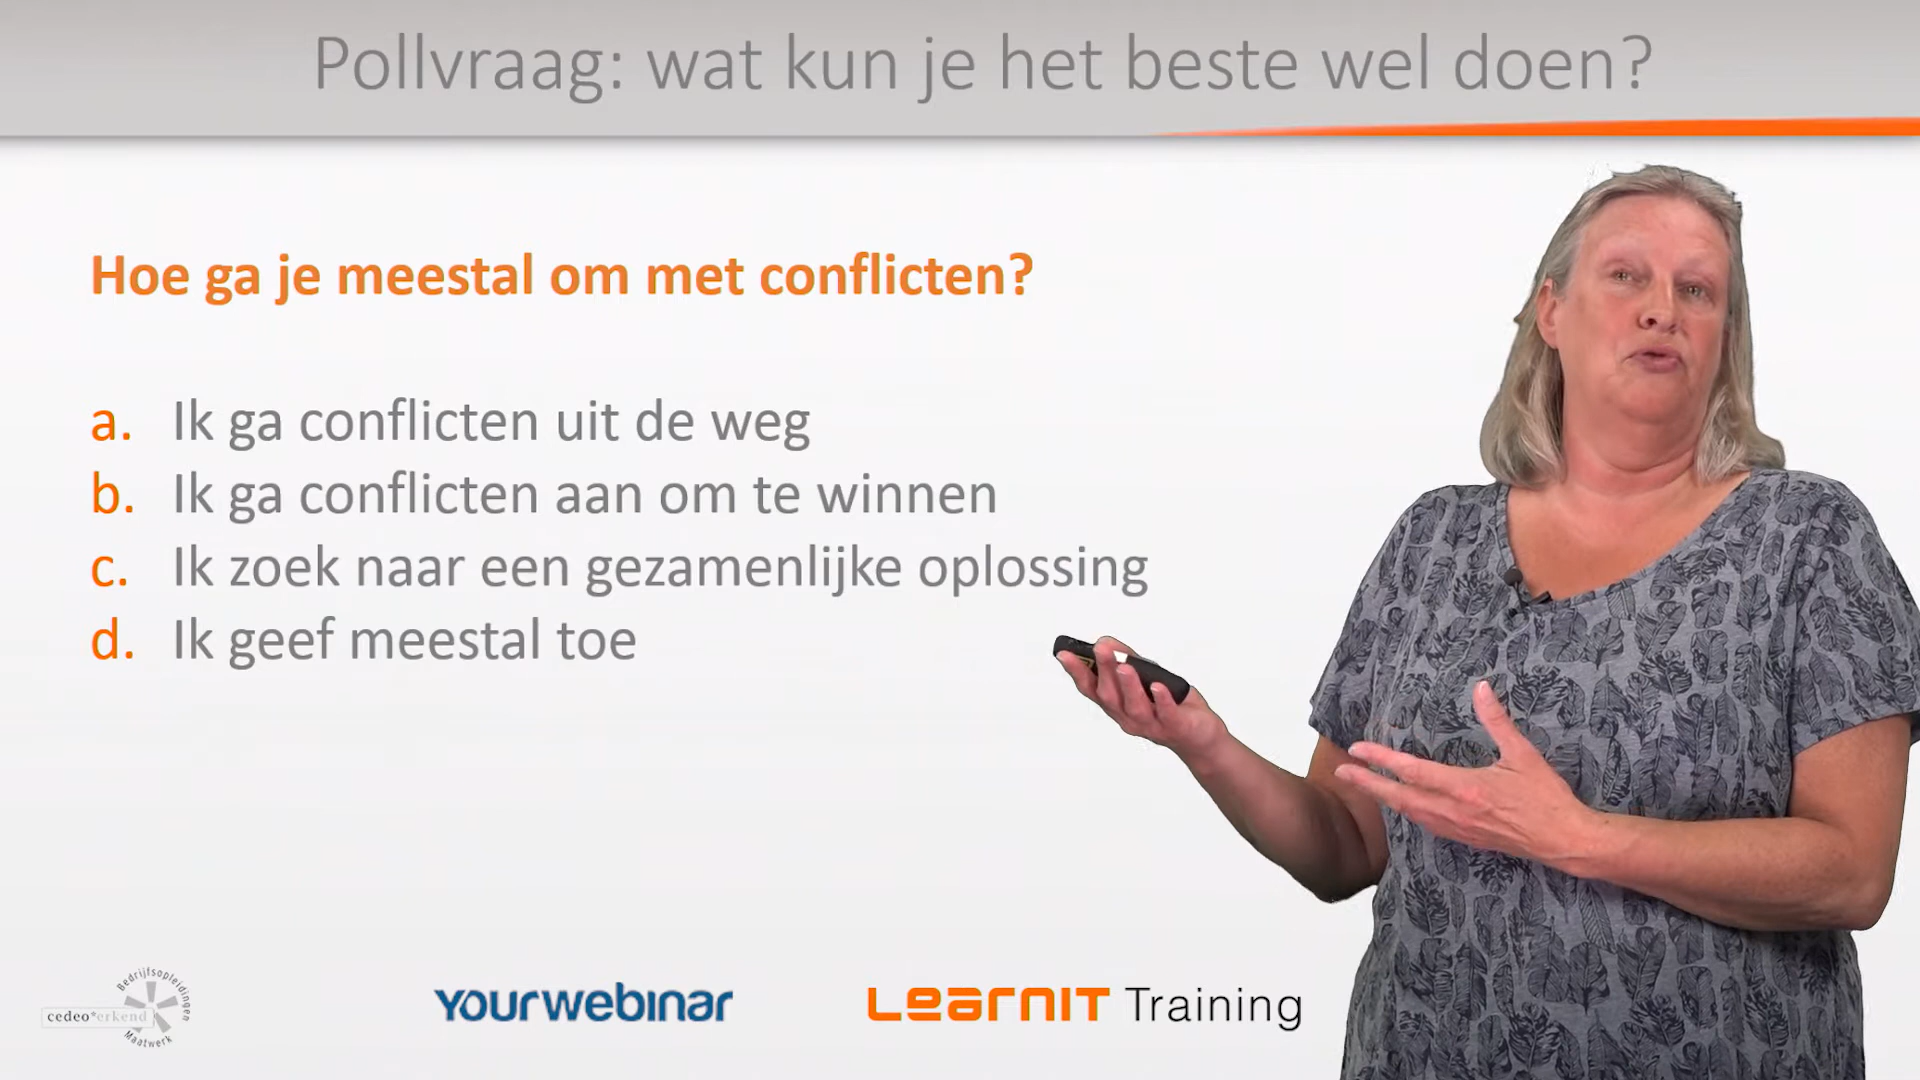 Pollvraag: wat kun je het beste wel doen?
Hoe ga je meestal om met conflicten?
a. Ik ga conflicten uit de weg
b. Ik ga conflicten aan om te winnen
c. Ik zoek naar een gezamenlijke oplossing
d. Ik geef meestal toe
Bedrijfsopleidingen
cedeo*erkend
Maatwerk
YOURWEBINAR
LEARNIT Training